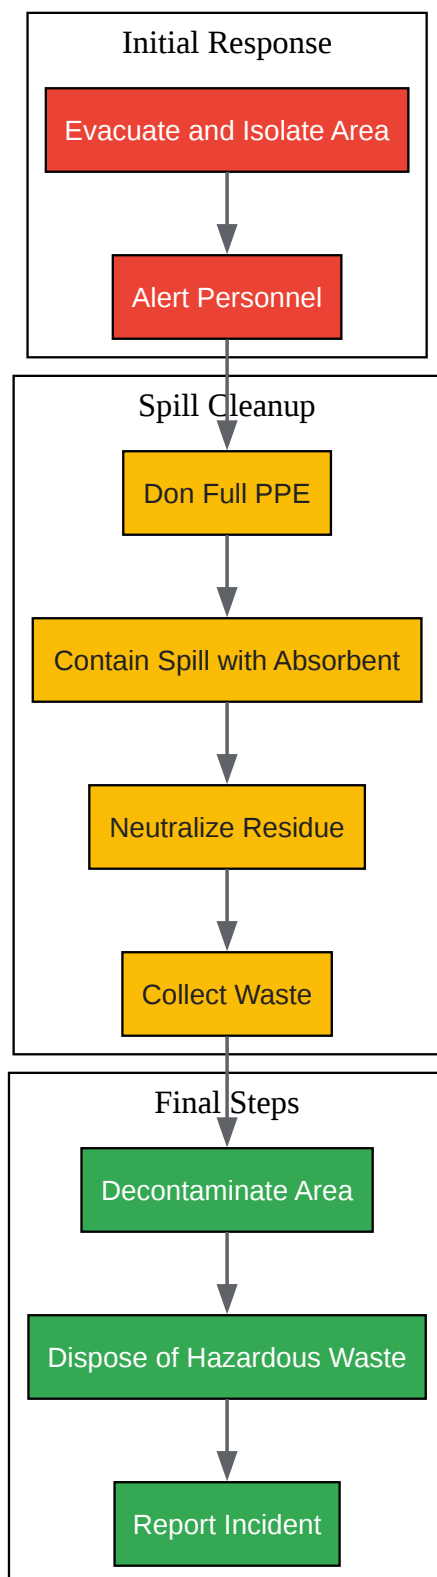 Initial Response
Evacuate and Isolate Area
Alert Personnel
Spill Cleanup
Don Full PPE
Contain Spill with Absorbent
Neutralize Residue
Collect Waste
Final Steps
Decontaminate Area
Dispose of Hazardous Waste
Report Incident